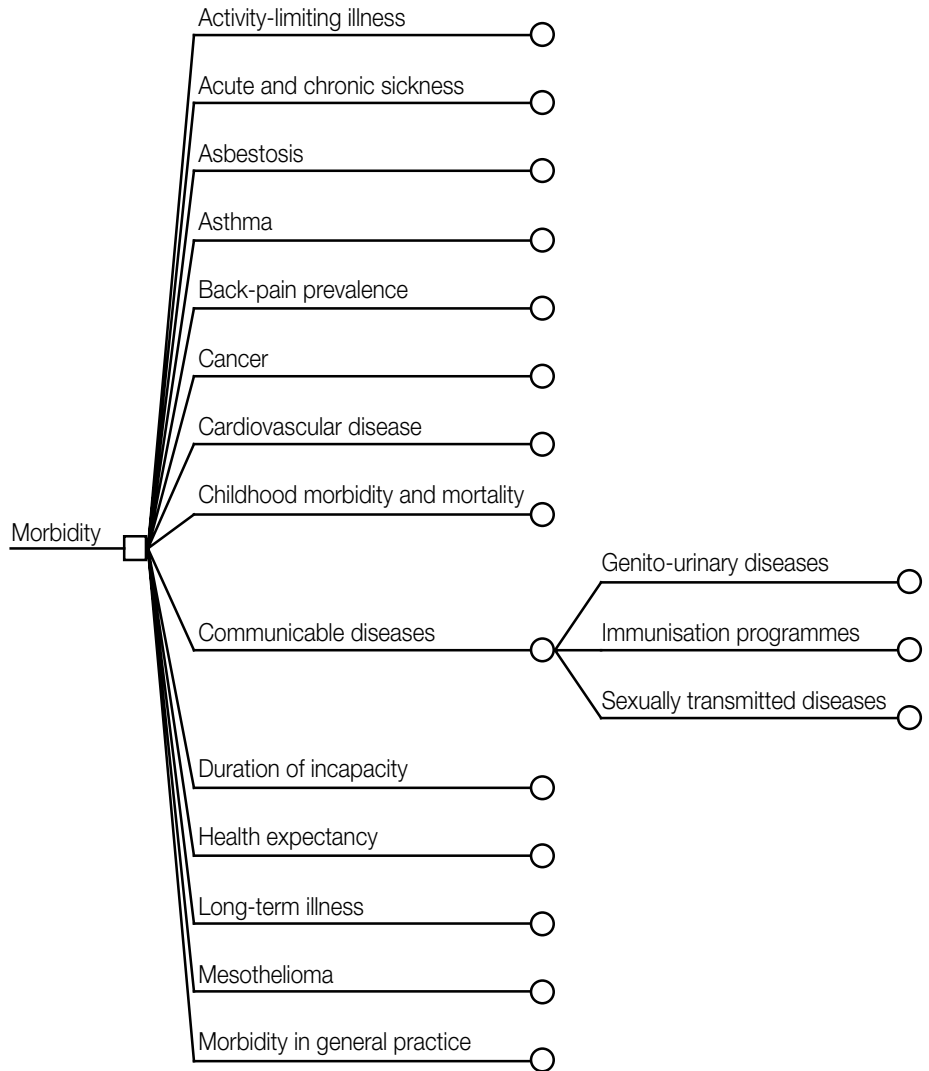 Activity-limiting illness
Acute and chronic sickness
Asbestosis
Asthma
Back-pain prevalence
Cancer
Cardiovascular disease
Childhood morbidity and mortality
Morbidity
Genito-urinary diseases
Communicable diseases
Immunisation programmes
Sexually transmitted diseases
Duration of incapacity
Health expectancy
Long-term illness
Mesothelioma
Morbidity in general practice